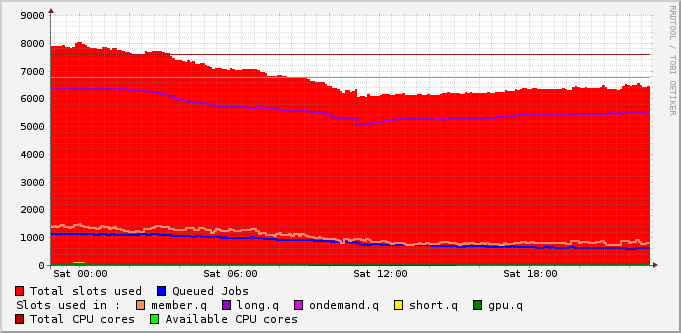 9000
8000
7000
6000
5000
4000
3000
2000
1000
0
Sat 00:00 Sat 06:00 Sat 12:00 Sat 18:00
Total slots used Queued Jobs
Slots used in : member.q long.q ondemand.q short.q gpu.q
Total CPU cores Available CPU cores
RRDTOOL / TOBI OETIKER